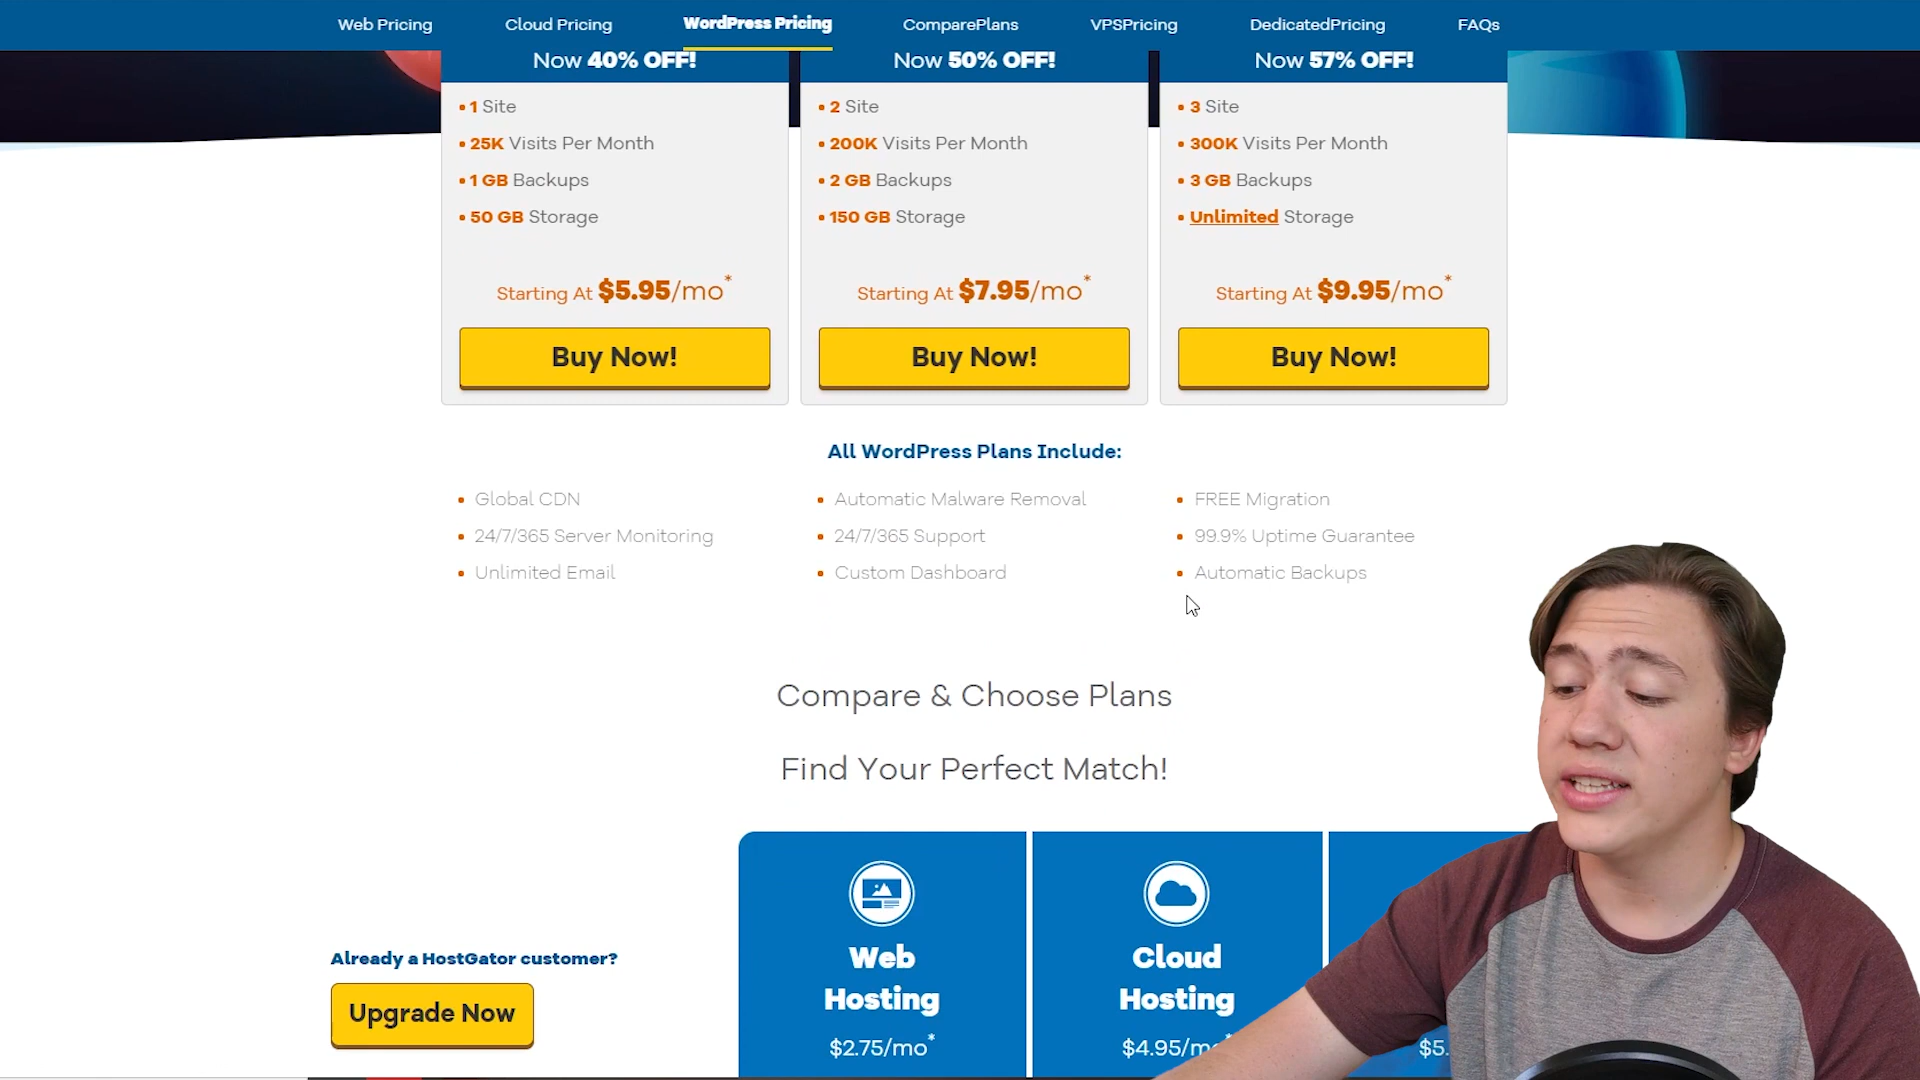 Web Pricing
Cloud Pricing
WordPress Pricing
ComparePlans
VPSPricing
DedicatedPricing
FAQs
Now 40% OFF!
• 1 Site
• 25K Visits Per Month
• 1 GB Backups
• 50 GB Storage
Starting At $5.95/mo*
Buy Now!
Now 50% OFF!
• 2 Site
• 200K Visits Per Month
• 2 GB Backups
• 150 GB Storage
Starting At $7.95/mo*
Buy Now!
Now 57% OFF!
• 3 Site
• 300K Visits Per Month
• 3 GB Backups
• Unlimited Storage
Starting At $9.95/mo*
Buy Now!
All WordPress Plans Include:
• Global CDN
• 24/7/365 Server Monitoring
• Unlimited Email
• Automatic Malware Removal
• 24/7/365 Support
• Custom Dashboard
• FREE Migration
• 99.9% Uptime Guarantee
• Automatic Backups
Compare & Choose Plans
Find Your Perfect Match!
Already a HostGator customer?
Upgrade Now
Web
Hosting
$2.75/mo*
Cloud
Hosting
$4.95/mo*
$5.